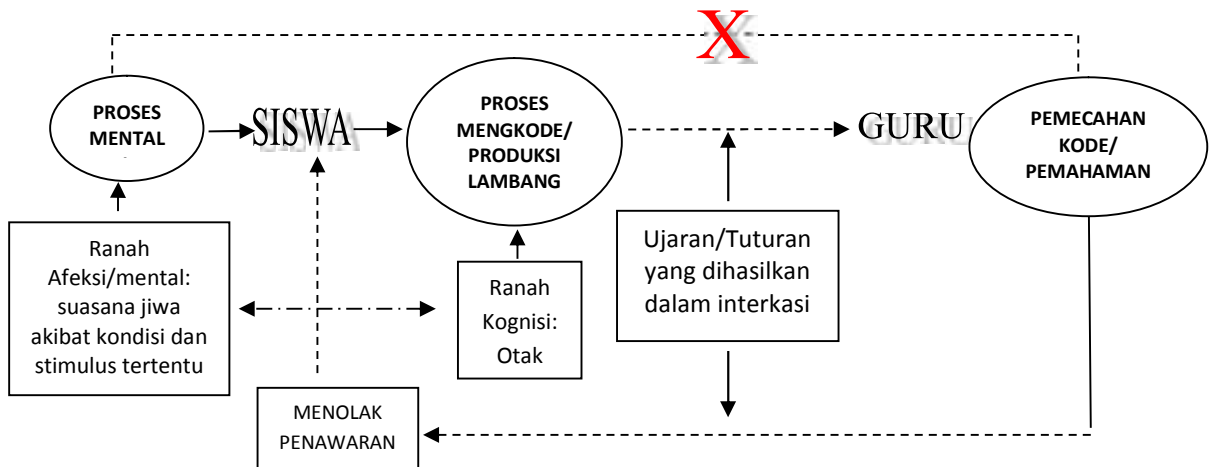 X
PROSES
MENTAL
SISWA
PROSES
MENGKODE/
PRODUKSI
LAMBANG
GURU
PEMECAHAN
KODE/
PEMAHAMAN
Ranah
Afeksi/mental:
suasana jiwa
akibat kondisi dan
stimulus tertentu
Ranah
Kognisi:
Otak
Ujaran/Tuturan
yang dihasilkan
dalam interkasi
MENOLAK
PENAWARAN